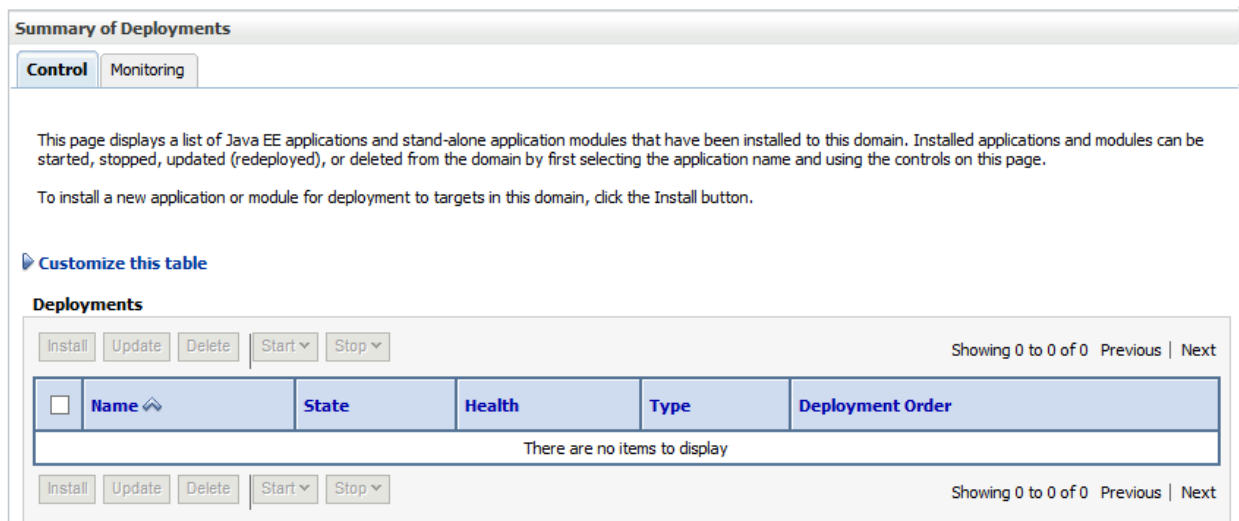 Summary of Deployments
Control Monitoring
This page displays a list of Java EE applications and stand-alone application modules that have been installed to this domain. Installed applications and modules can be
started, stopped, updated (redeployed), or deleted from the domain by first selecting the application name and using the controls on this page.
To install a new application or module for deployment to targets in this domain, click the Install button.
Customize this table
Deployments
Install Update Delete Start Stop Showing 0 to 0 of 0 Previous | Next
Name State Health Type Deployment Order
There are no items to display
Install Update Delete Start Stop Showing 0 to 0 of 0 Previous | Next